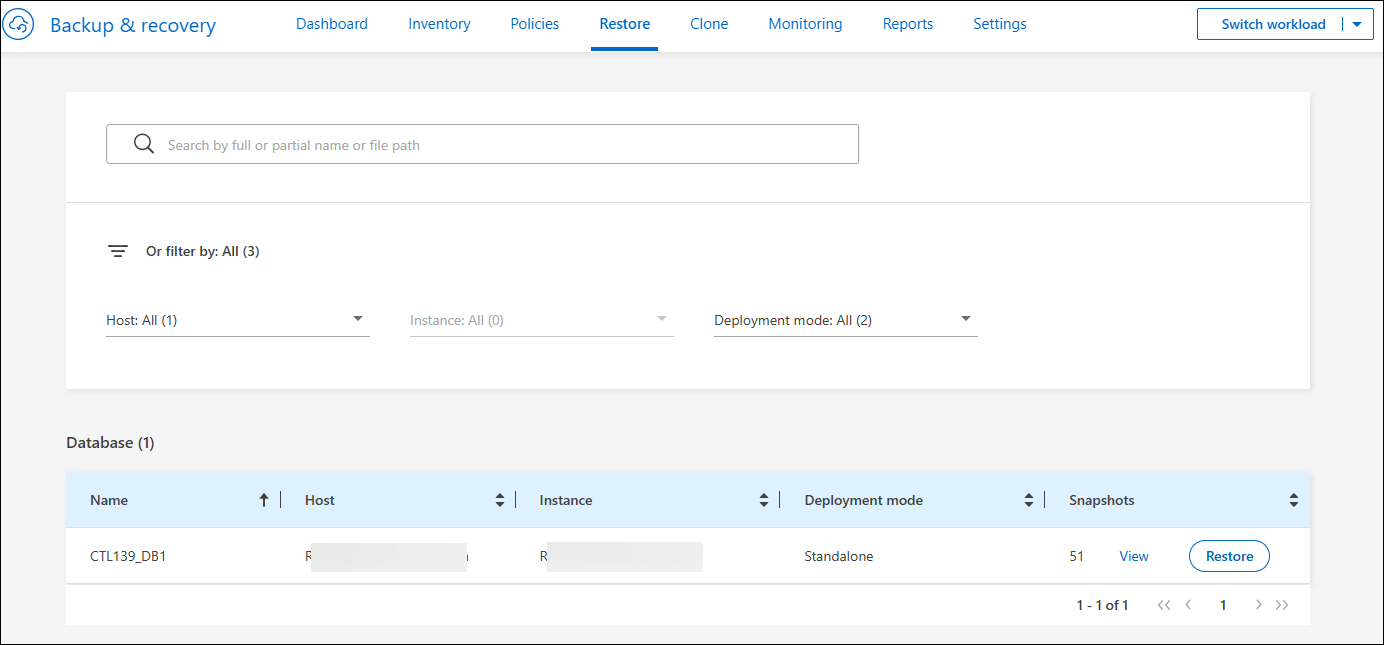 Backup & recovery Dashboard Inventory Policies Restore Clone Monitoring Reports Settings Switch workload
Search by full or partial name or file path
Or filter by: All (3)
Host: All (1) Instance: All (0) Deployment mode: All (2)
Database (1)
Name Host Instance Deployment mode Snapshots
CTL139_DB1 R R Standalone 51 View Restore
1 - 1 of 1 << < 1 > >>